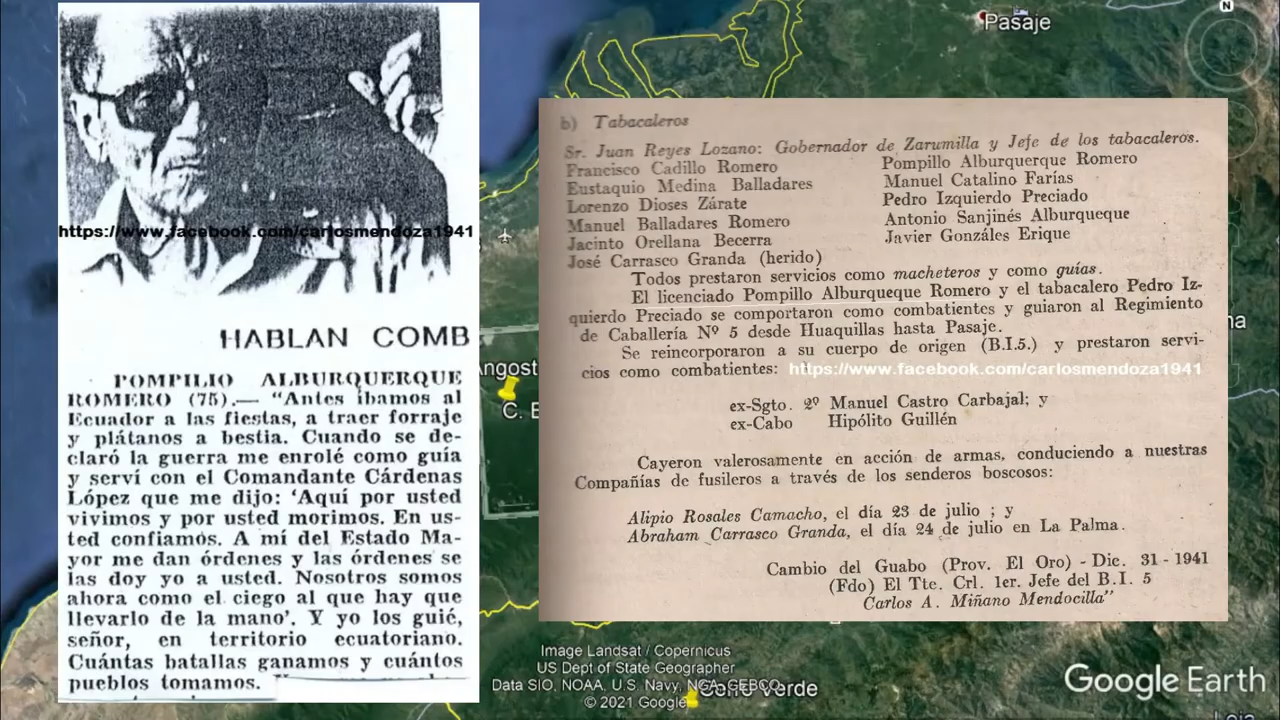 https://www.facebook.com/carlosmendoza1941
HABLAN COMB
POMPILIO ALBURQUERQUE
ROMERO (75).— “Antes íbamos al
Ecuador a las fiestas, a traer forraje
y plátanos a bestia. Cuando se de-
claró la guerra me enrolé como guía
y serví con el Comandante Cárdenas
López que me dijo: ‘Aquí por usted
vivimos y por usted morimos. En us-
ted confiamos. A mí del Estado Ma-
yor me dan órdenes y las órdenes se
las doy yo a usted. Nosotros somos
ahora como el ciego al que hay que
llevarlo de la mano’. Y yo los guié,
señor, en territorio ecuatoriano.
Cuántas batallas ganamos y cuántos
pueblos tomamos.
b) Tabacaleros
Sr. Juan Reyes Lozano: Gobernador de Zarumilla y Jefe de los tabacaleros.
Francisco Cadillo Romero
Eustaquio Medina Balladares
Lorenzo Dioses Zárate
Manuel Balladares Romero
Jacinto Orellana Becerra
José Carrasco Granda (herido)
Pompillo Alburquerque Romero
Manuel Catalino Farías
Pedro Izquierdo Preciado
Antonio Sanjinés Alburqueque
Javier Gonzáles Erique
Todos prestaron servicios como macheteros y como guías.
El licenciado Pompillo Alburqueque Romero y el tabacalero Pedro Iz-
quierdo Preciado se comportaron como combatientes y guiaron al Regimiento
de Caballería Nº 5 desde Huaquillas hasta Pasaje.
Se reincorporaron a su cuerpo de origen (B.I.5.) y prestaron servi-
cios como combatientes: https://www.facebook.com/carlosmendoza1941
ex-Sgto. 2º Manuel Castro Carbajal; y
ex-Cabo Hipólito Guillén
Cayeron valerosamente en acción de armas, conduciendo a nuestras
Compañías de fusileros a través de los senderos boscosos:
Alipio Rosales Camacho, el día 23 de julio ; y
Abraham Carrasco Granda, el día 24 de julio en La Palma.
Cambio del Guabo (Prov. El Oro) - Dic. 31 - 1941
(Fdo) El Tte. Crl. 1er. Jefe del B.I. 5
Carlos A. Miñano Mendocilla”
Pasaje
N
Angost
C. E
na
Image Landsat / Copernicus
US Dept of State Geographer
Data SIO, NOAA, U.S. Navy, NGA, GEBCO
© 2021 Google
Cerro Verde
Google Earth
Loja